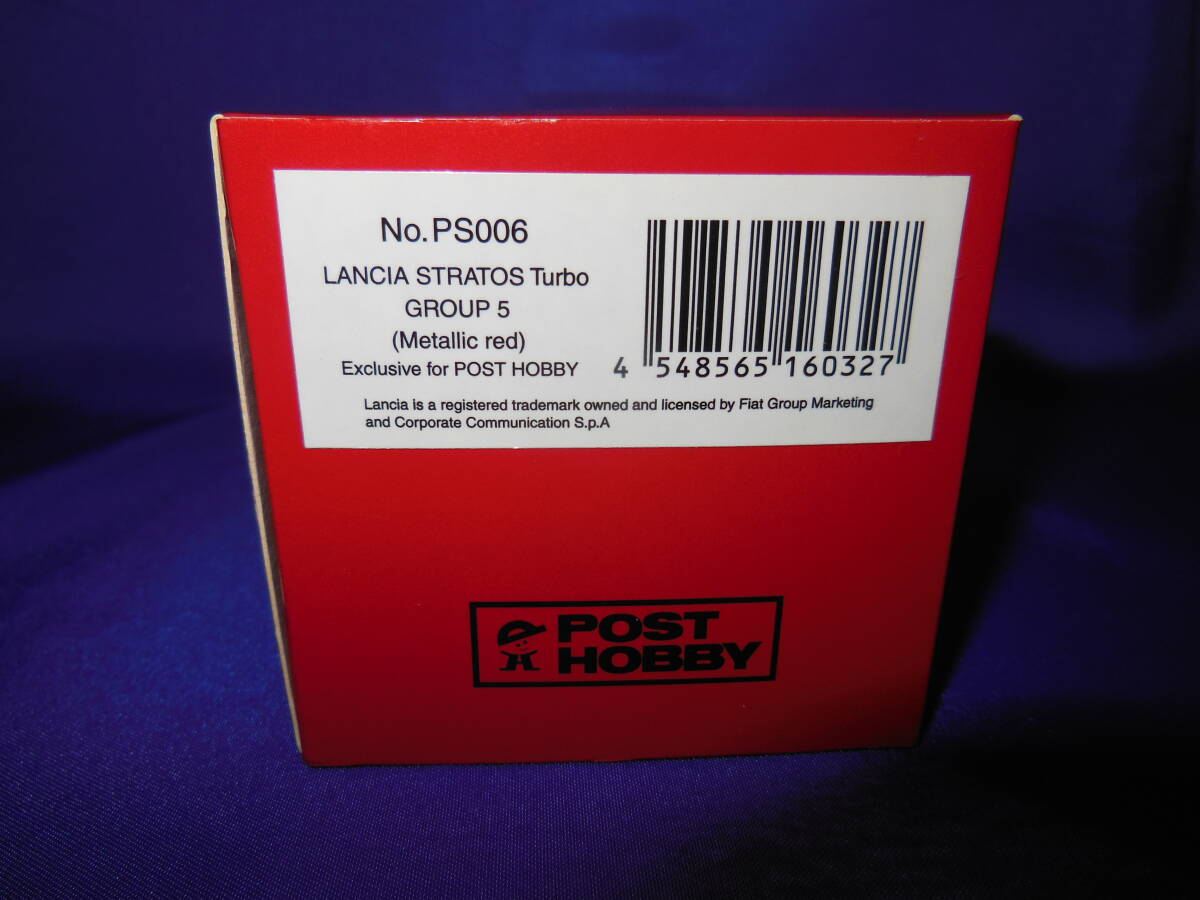 No.PS006
LANCIA STRATOS Turbo
GROUP 5
(Metallic red)
Exclusive for POST HOBBY
4 548565 160327
Lancia is a registered trademark owned and licensed by Fiat Group Marketing
and Corporate Communication S.p.A
POST
HOBBY